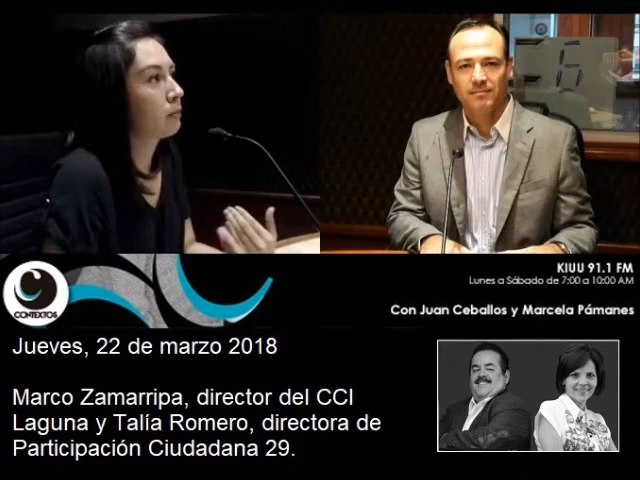 KIUU 91.1 FM
Lunes a Sábado de 7:00 a 10:00 AM
CONTEXTOS
Con Juan Ceballos y Marcela Pámanes
Jueves, 22 de marzo 2018
Marco Zamarripa, director del CCI
Laguna y Talía Romero, directora de
Participación Ciudadana 29.